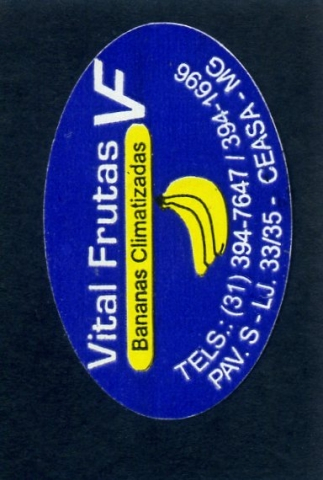 Vital Frutas VF
Bananas Climatizadas
TELS.: (31) 394-7647 / 394-1696
PAV. S - LJ. 33/35 - CEASA - MG